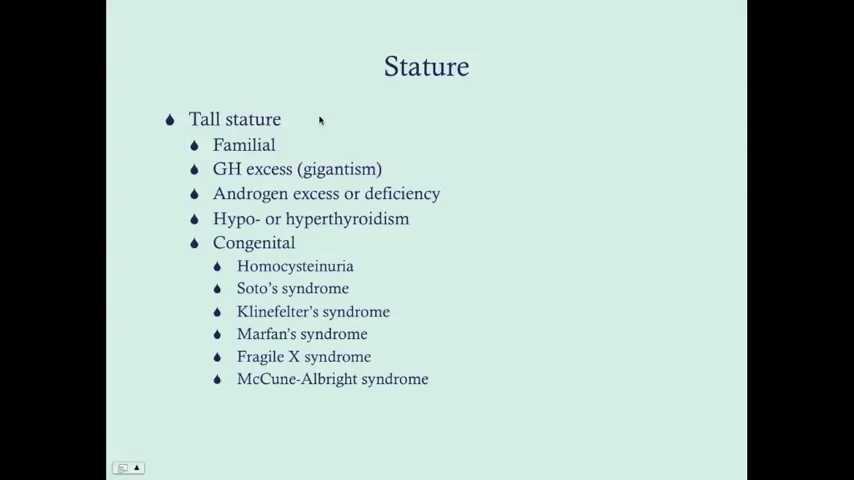 Stature
Tall stature
Familial
GH excess (gigantism)
Androgen excess or deficiency
Hypo- or hyperthyroidism
Congenital
Homocysteinuria
Soto's syndrome
Klinefelter's syndrome
Marfan's syndrome
Fragile X syndrome
McCune-Albright syndrome